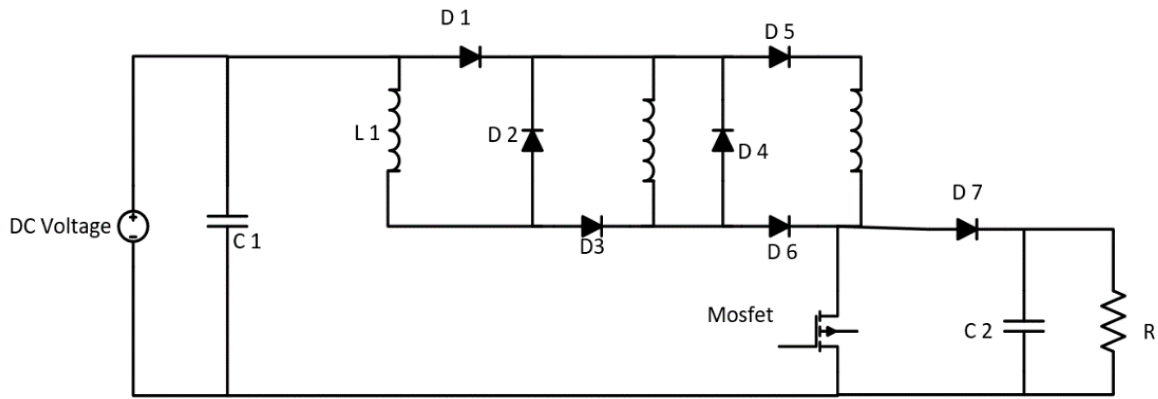 D 1
D 5
L 1
D 2
D 4
DC Voltage
C 1
D3
D 6
D 7
Mosfet
C 2
R